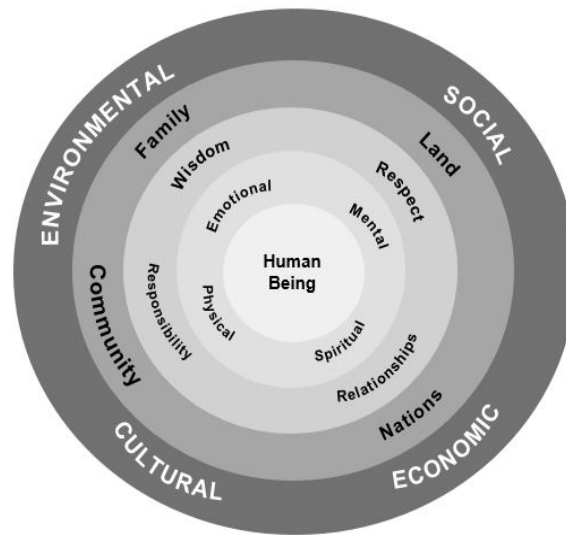 ENVIRONMENTAL
SOCIAL
CULTURAL
ECONOMIC
Family
Land
Community
Nations
Wisdom
Respect
Responsibility
Relationships
Emotional
Mental
Physical
Spiritual
Human
Being